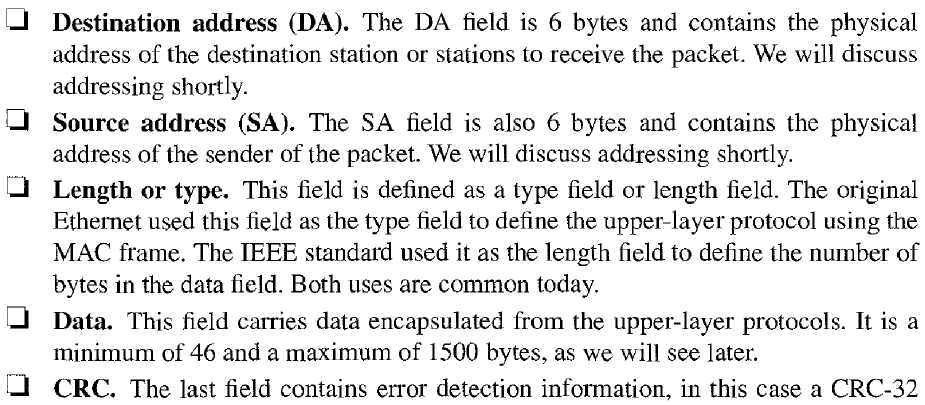 ❑ Destination address (DA). The DA field is 6 bytes and contains the physical
address of the destination station or stations to receive the packet. We will discuss
addressing shortly.
❑ Source address (SA). The SA field is also 6 bytes and contains the physical
address of the sender of the packet. We will discuss addressing shortly.
❑ Length or type. This field is defined as a type field or length field. The original
Ethernet used this field as the type field to define the upper-layer protocol using the
MAC frame. The IEEE standard used it as the length field to define the number of
bytes in the data field. Both uses are common today.
❑ Data. This field carries data encapsulated from the upper-layer protocols. It is a
minimum of 46 and a maximum of 1500 bytes, as we will see later.
❑ CRC. The last field contains error detection information, in this case a CRC-32